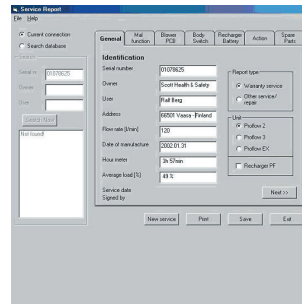 Service Report
File Help
Current connection
Search database
Search
Serial nr 01078625
Owner
User
Search Now
Not found!
General
Mal function
Blower PCB
Body Switch
Recharger Battery
Action
Spare Parts
Identification
Serial number 01078625
Owner Scott Health & Safety
User Ralf Berg
Address 66501 Vaasa - Finland
Flow rate [l/min] 120
Date of manufacture 2002.01.31
Hour meter 3h 57min
Average load [%] 49 %
Service date
Signed by
Report type
Warranty service
Other service/ repair
Unit
Proflow 2
Proflow 3
Proflow EX
Recharger PF
Next >>
New service
Print
Save
Exit